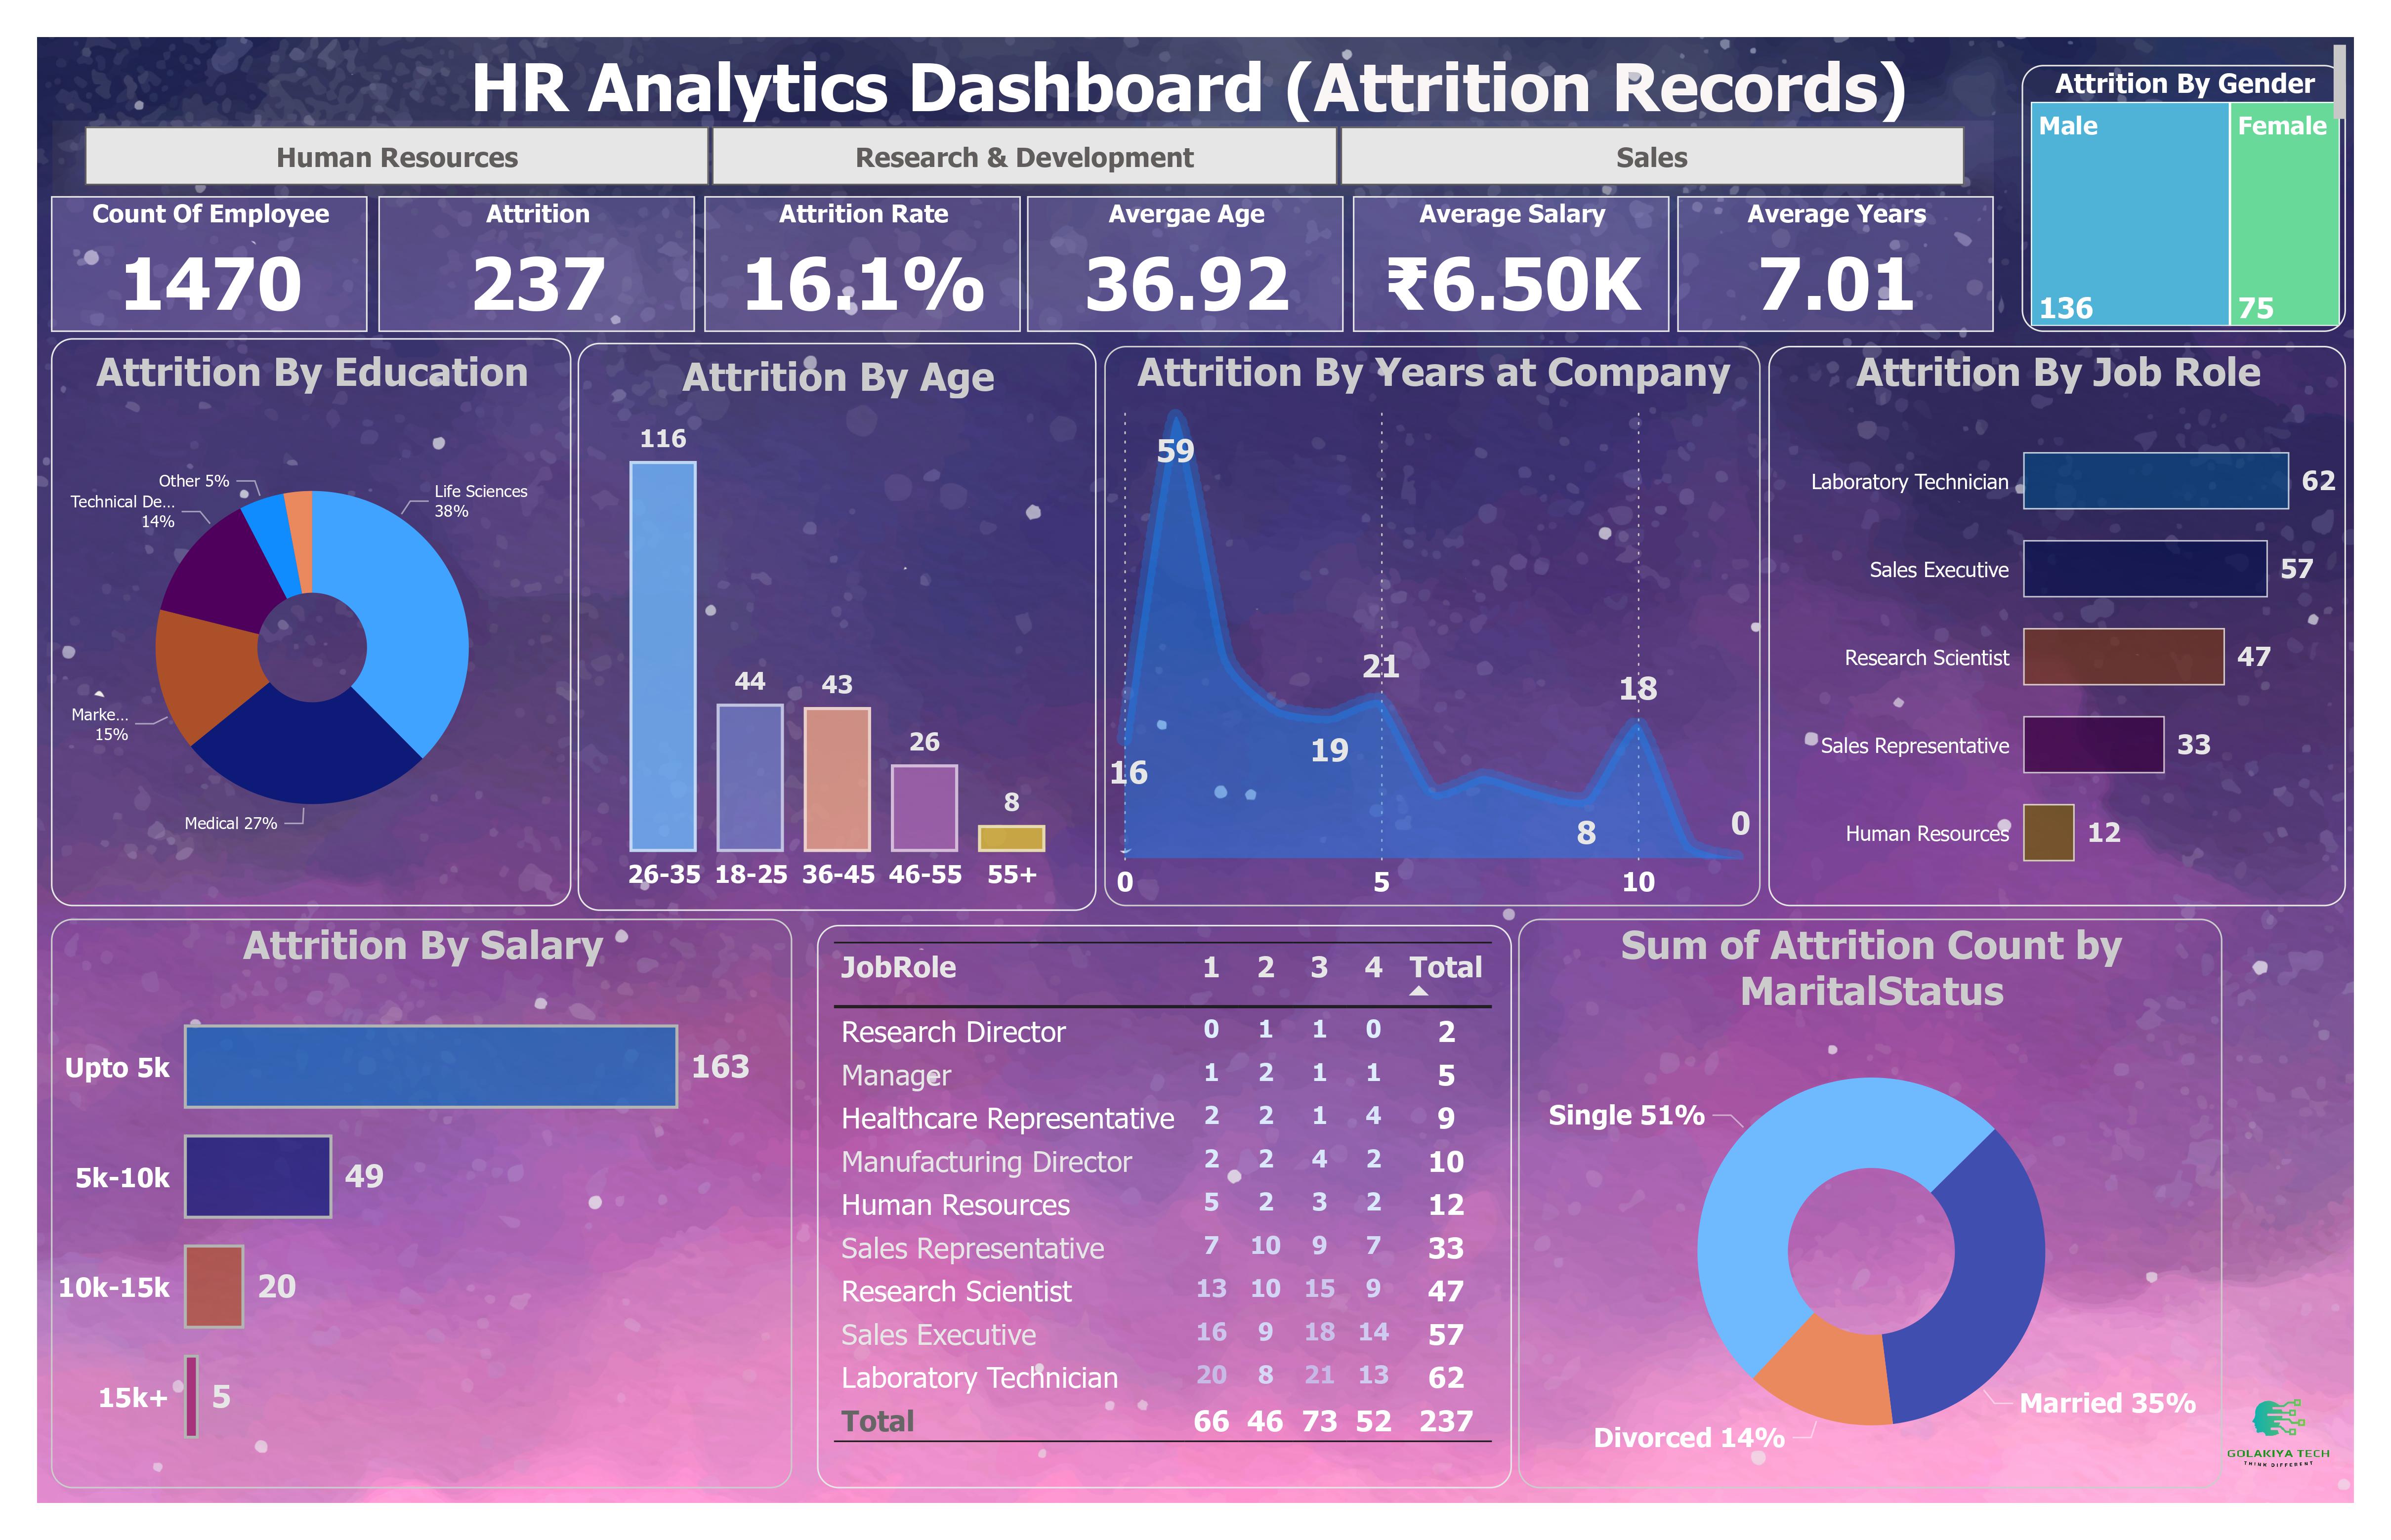 HR Analytics Dashboard (Attrition Records)
Human Resources
Research & Development
Sales
Count Of Employee
1470
Attrition
237
Attrition Rate
16.1%
Avergae Age
36.92
Average Salary
₹6.50K
Average Years
7.01
Attrition By Gender
Male
136
Female
75
Attrition By Education
Other 5%
Technical De...
14%
Life Sciences
38%
Marke...
15%
Medical 27%
Attrition By Age
116
44
43
26
8
26-35 18-25 36-45 46-55 55+
Attrition By Years at Company
59
21
18
19
16
8
0
0 5 10
Attrition By Job Role
Laboratory Technician 62
Sales Executive 57
Research Scientist 47
Sales Representative 33
Human Resources 12
Attrition By Salary
Upto 5k 163
5k-10k 49
10k-15k 20
15k+ 5
JobRole 1 2 3 4 Total
Research Director 0 1 1 0 2
Manager 1 2 1 1 5
Healthcare Representative 2 2 1 4 9
Manufacturing Director 2 2 4 2 10
Human Resources 5 2 3 2 12
Sales Representative 7 10 9 7 33
Research Scientist 13 10 15 9 47
Sales Executive 16 9 18 14 57
Laboratory Technician 20 8 21 13 62
Total 66 46 73 52 237
Sum of Attrition Count by
MaritalStatus
Single 51%
Married 35%
Divorced 14%
GOLAKIYA TECH
THINK DIFFERENT